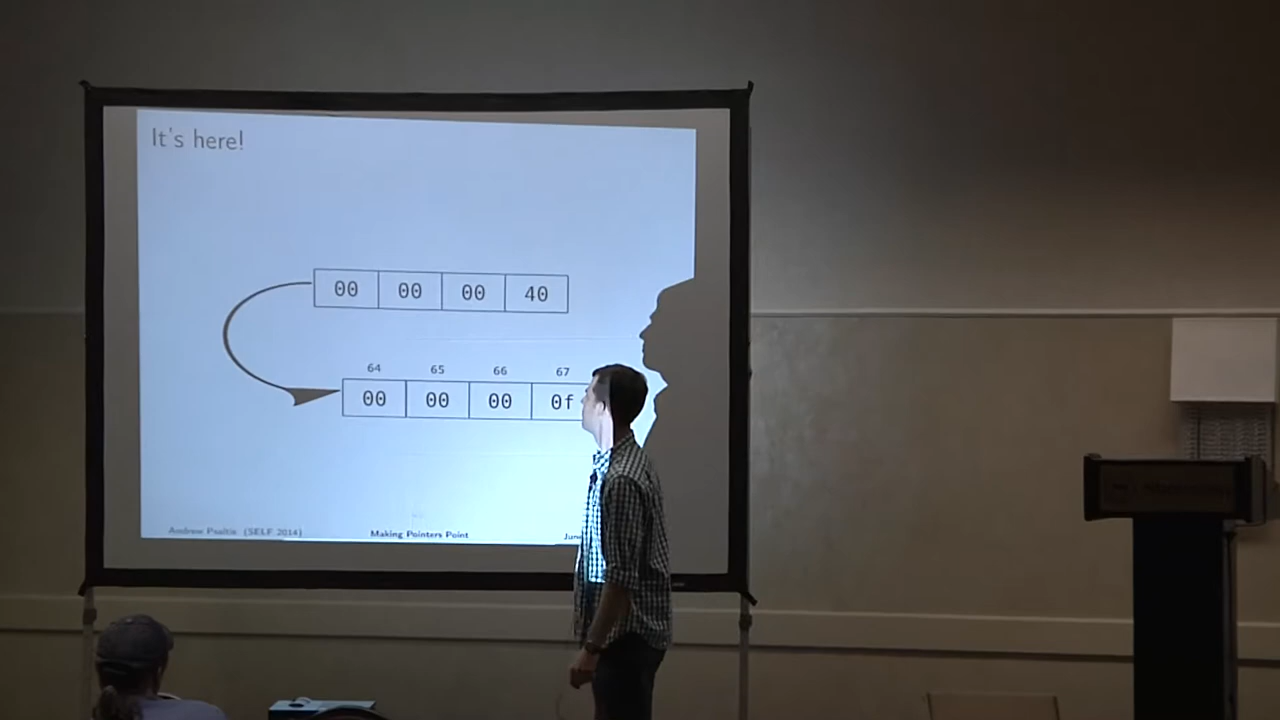 It's here!
00 00 00 40
64 65 66 67
00 00 00 0f
Andrew Psaltis (SELF 2014) Making Pointers Point